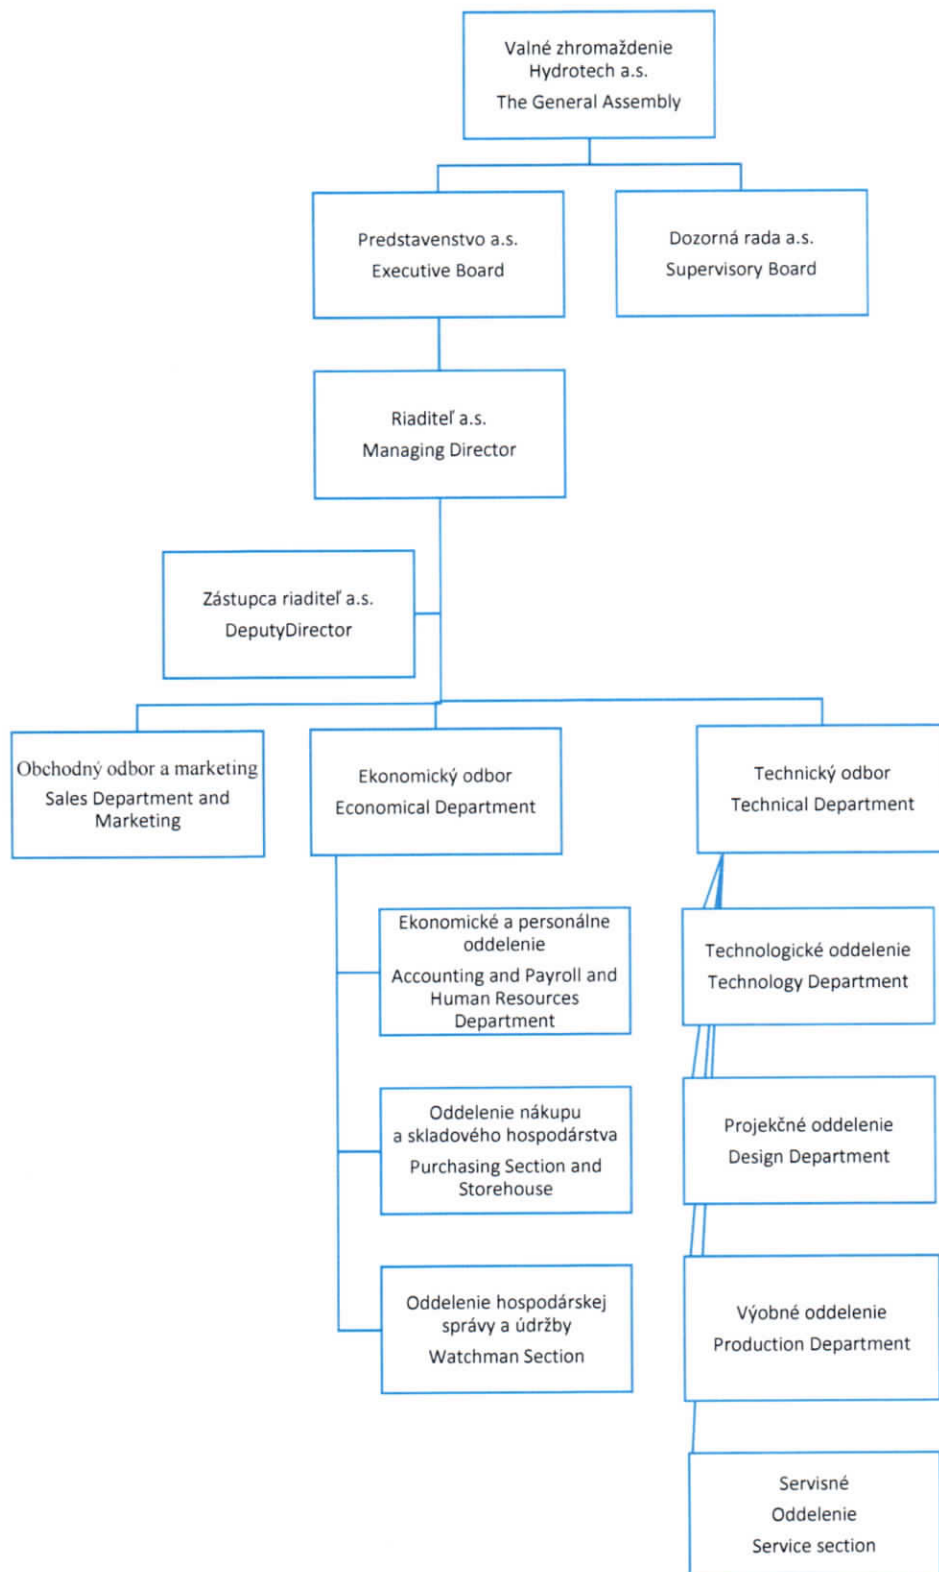 Valné zhromaždenie
Hydrotech a.s.
The General Assembly
Predstavenstvo a.s.
Executive Board
Dozorná rada a.s.
Supervisory Board
Riaditeľ a.s.
Managing Director
Zástupca riaditeľ a.s.
DeputyDirector
Obchodný odbor a marketing
Sales Department and
Marketing
Ekonomický odbor
Economical Department
Technický odbor
Technical Department
Ekonomické a personálne
oddelenie
Accounting and Payroll and
Human Resources
Department
Oddelenie nákupu
a skladového hospodárstva
Purchasing Section and
Storehouse
Oddelenie hospodárskej
správy a údržby
Watchman Section
Technologické oddelenie
Technology Department
Projekčné oddelenie
Design Department
Výobné oddelenie
Production Department
Servisné
Oddelenie
Service section